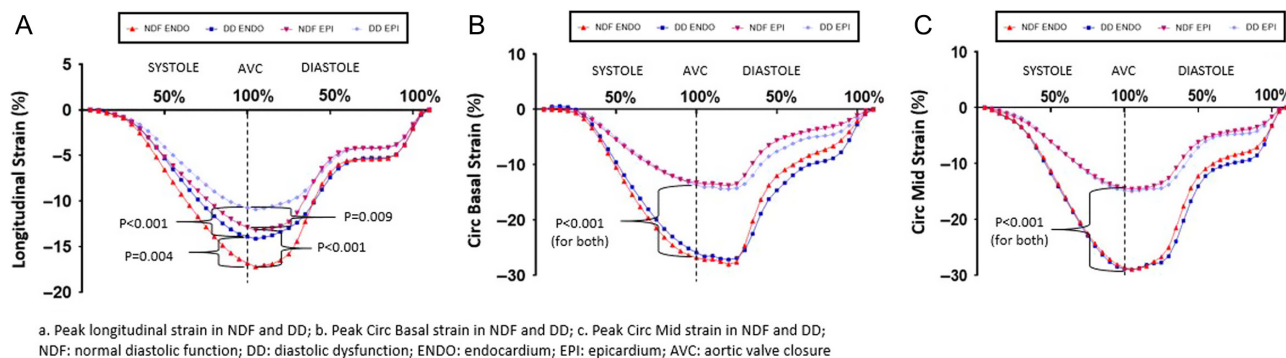 A
NDF ENDO DD ENDO NDF EPI DD EPI
Longitudinal Strain (%)
SYSTOLE AVC DIASTOLE
50% 100% 50% 100%
5
0
−5
−10
−15
−20
P<0.001
P=0.004
P=0.009
P<0.001
B
NDF ENDO DD ENDO NDF EPI DD EPI
Circ Basal Strain (%)
SYSTOLE AVC DIASTOLE
50% 100% 50% 100%
10
0
−10
−20
−30
P<0.001
(for both)
C
NDF ENDO DD ENDO NDF EPI DD EPI
Circ Mid Strain (%)
SYSTOLE AVC DIASTOLE
50% 100% 50% 100%
10
0
−10
−20
−30
P<0.001
(for both)
a. Peak longitudinal strain in NDF and DD; b. Peak Circ Basal strain in NDF and DD; c. Peak Circ Mid strain in NDF and DD;
NDF: normal diastolic function; DD: diastolic dysfunction; ENDO: endocardium; EPI: epicardium; AVC: aortic valve closure